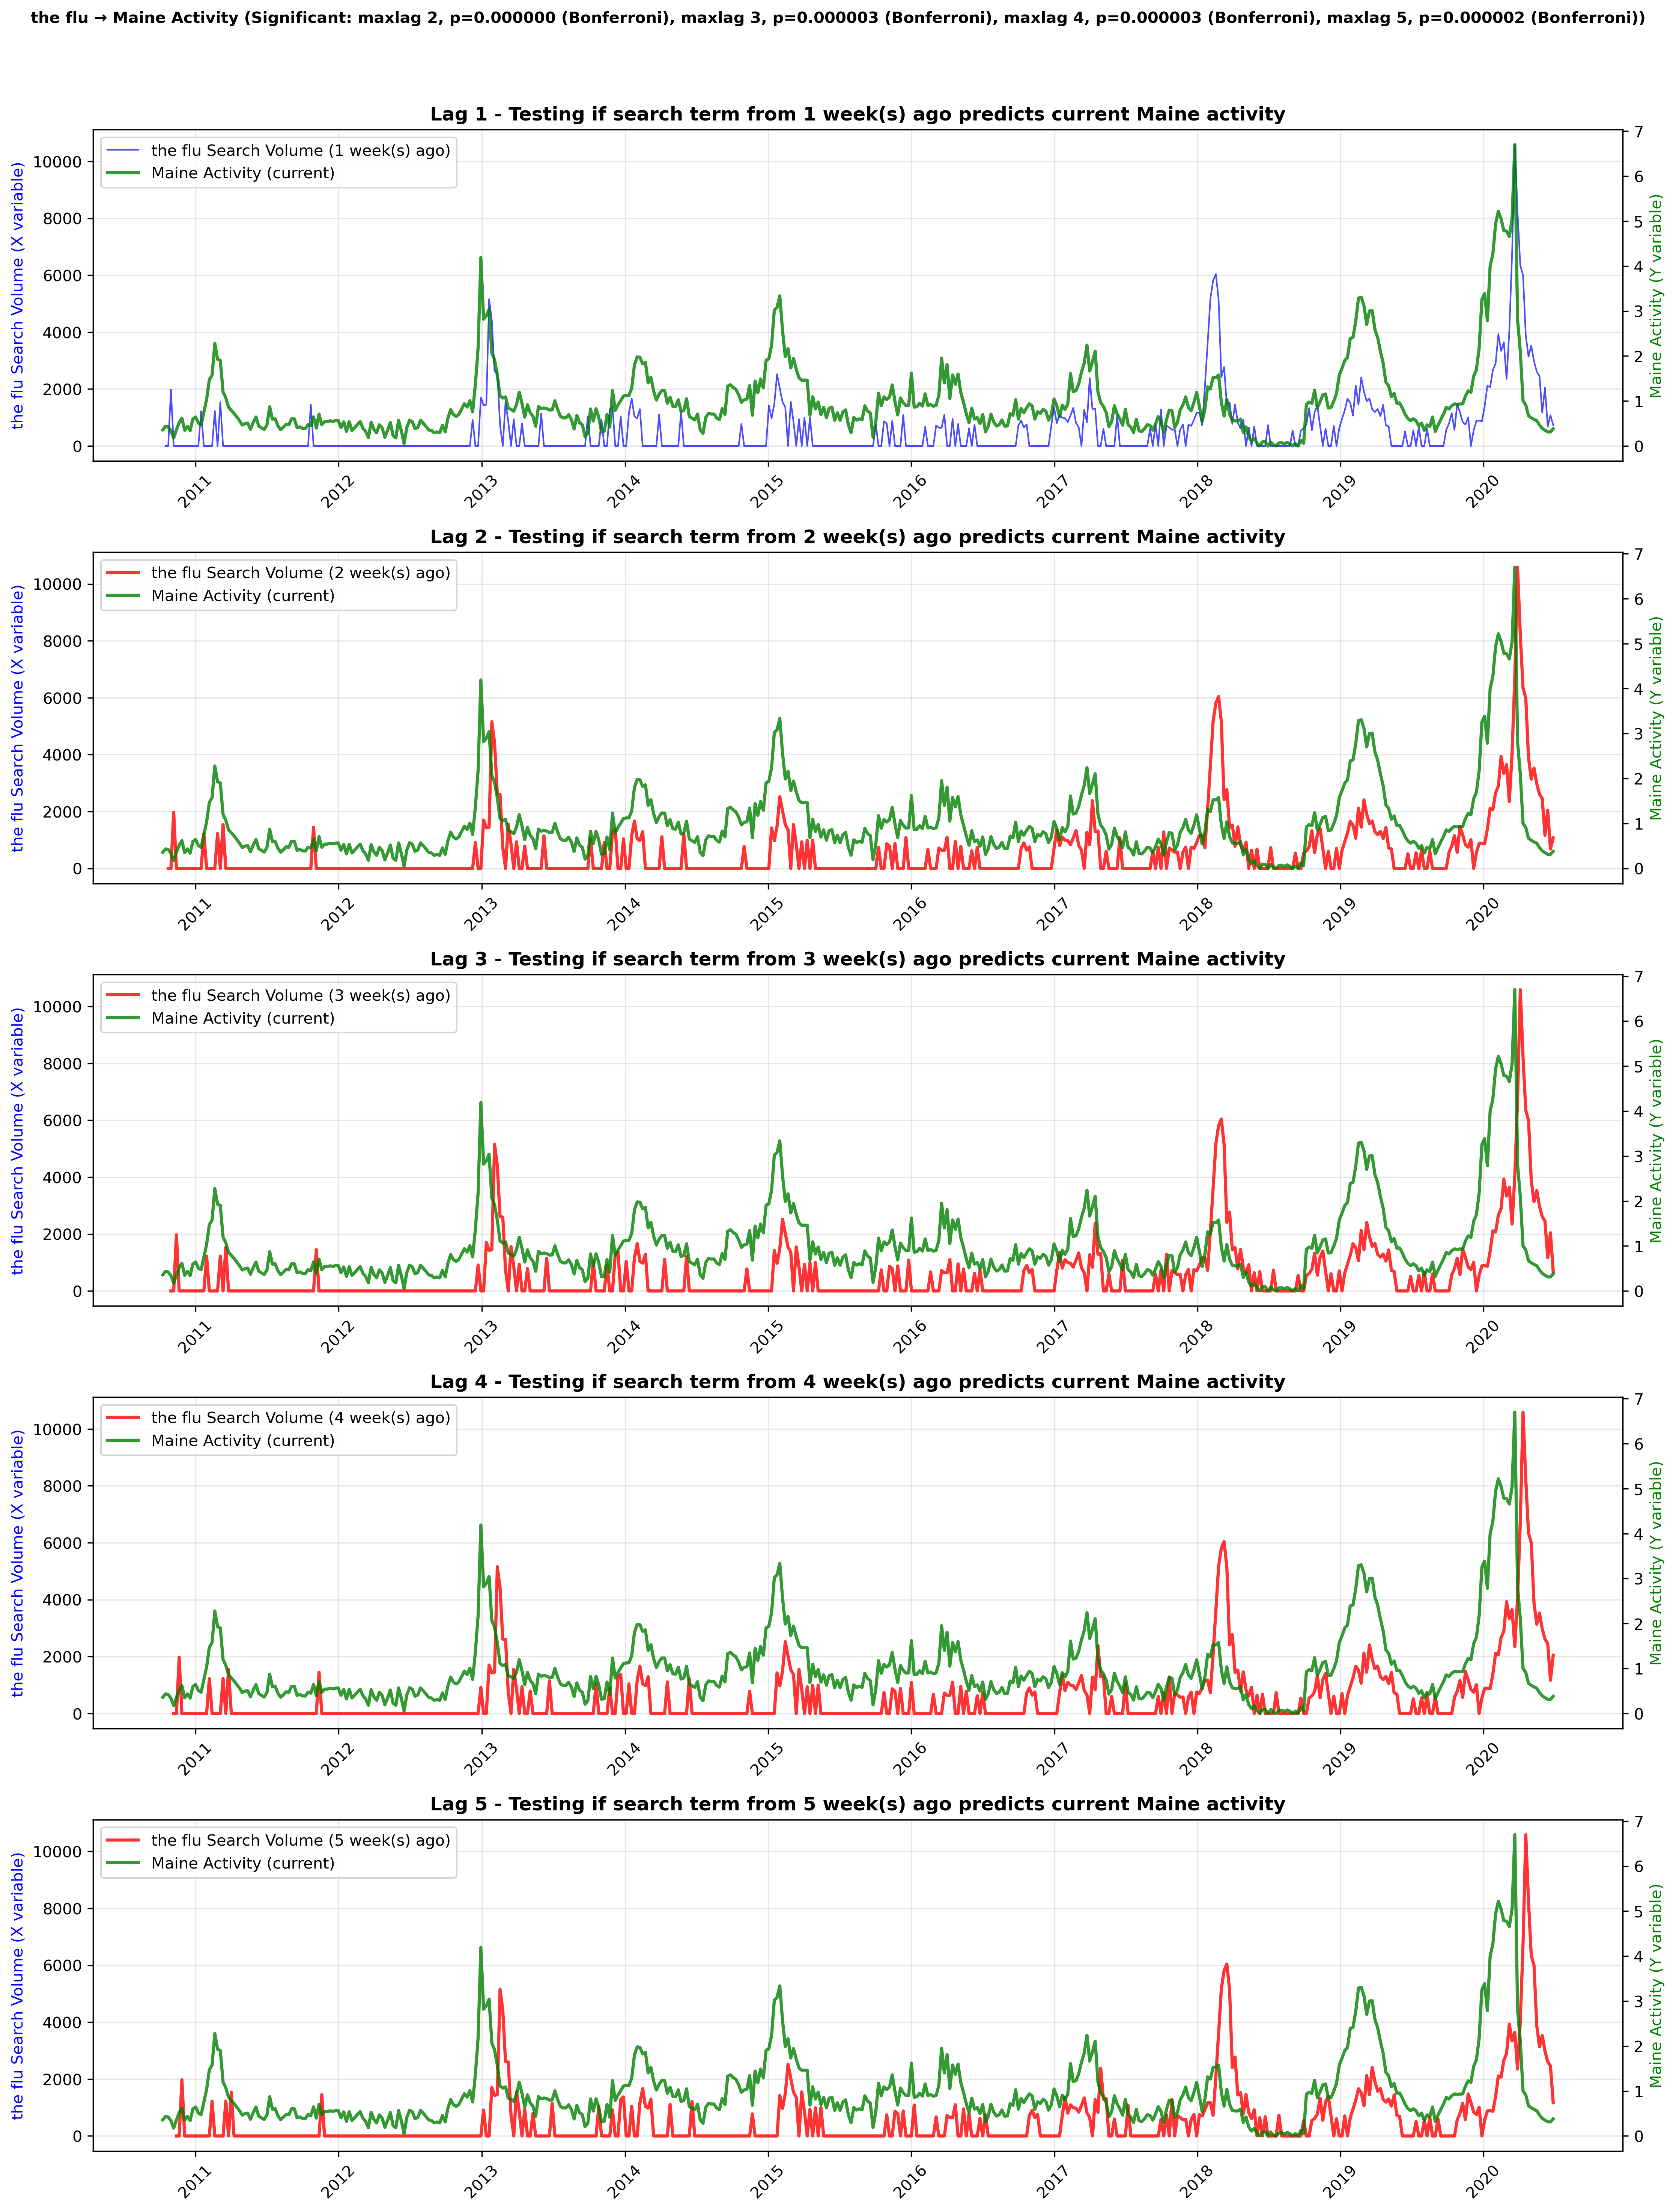 the flu → Maine Activity (Significant: maxlag 2, p=0.000000 (Bonferroni), maxlag 3, p=0.000003 (Bonferroni), maxlag 4, p=0.000003 (Bonferroni), maxlag 5, p=0.000002 (Bonferroni))
Lag 1 - Testing if search term from 1 week(s) ago predicts current Maine activity
the flu Search Volume (1 week(s) ago)
Maine Activity (current)
the flu Search Volume (X variable)
10000
8000
6000
4000
2000
0
7
6
5
4
3
2
1
0
Maine Activity (Y variable)
2011 2012 2013 2014 2015 2016 2017 2018 2019 2020
Lag 2 - Testing if search term from 2 week(s) ago predicts current Maine activity
the flu Search Volume (2 week(s) ago)
Maine Activity (current)
the flu Search Volume (X variable)
10000
8000
6000
4000
2000
0
7
6
5
4
3
2
1
0
Maine Activity (Y variable)
2011 2012 2013 2014 2015 2016 2017 2018 2019 2020
Lag 3 - Testing if search term from 3 week(s) ago predicts current Maine activity
the flu Search Volume (3 week(s) ago)
Maine Activity (current)
the flu Search Volume (X variable)
10000
8000
6000
4000
2000
0
7
6
5
4
3
2
1
0
Maine Activity (Y variable)
2011 2012 2013 2014 2015 2016 2017 2018 2019 2020
Lag 4 - Testing if search term from 4 week(s) ago predicts current Maine activity
the flu Search Volume (4 week(s) ago)
Maine Activity (current)
the flu Search Volume (X variable)
10000
8000
6000
4000
2000
0
7
6
5
4
3
2
1
0
Maine Activity (Y variable)
2011 2012 2013 2014 2015 2016 2017 2018 2019 2020
Lag 5 - Testing if search term from 5 week(s) ago predicts current Maine activity
the flu Search Volume (5 week(s) ago)
Maine Activity (current)
the flu Search Volume (X variable)
10000
8000
6000
4000
2000
0
7
6
5
4
3
2
1
0
Maine Activity (Y variable)
2011 2012 2013 2014 2015 2016 2017 2018 2019 2020